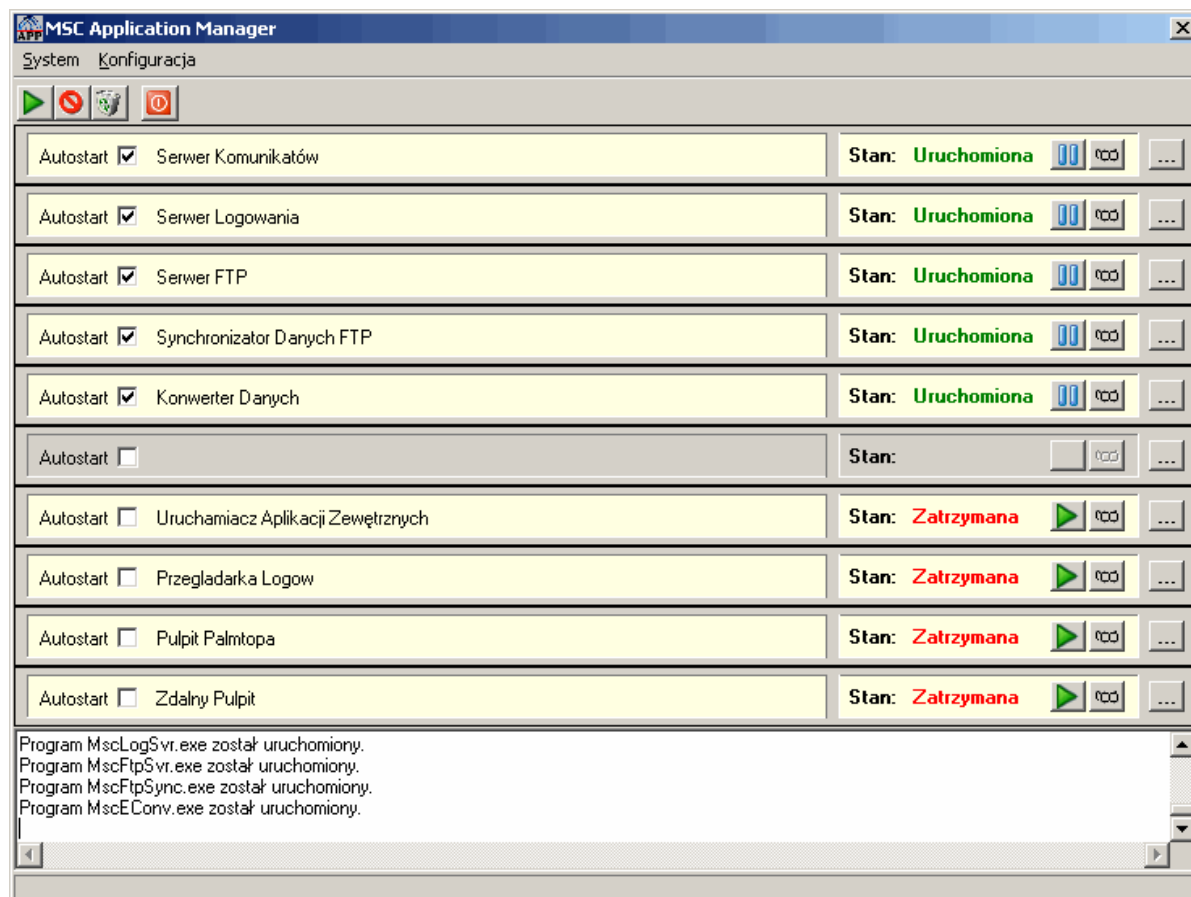 MSC Application Manager
System Konfiguracja
Autostart Serwer Komunikatów Stan: Uruchomiona ...
Autostart Serwer Logowania Stan: Uruchomiona ...
Autostart Serwer FTP Stan: Uruchomiona ...
Autostart Synchronizator Danych FTP Stan: Uruchomiona ...
Autostart Konwerter Danych Stan: Uruchomiona ...
Autostart Stan: ...
Autostart Uruchamiacz Aplikacji Zewętrznych Stan: Zatrzymana ...
Autostart Przegladarka Logow Stan: Zatrzymana ...
Autostart Pulpit Palmtopa Stan: Zatrzymana ...
Autostart Zdalny Pulpit Stan: Zatrzymana ...
Program MscLogSvr.exe został uruchomiony.
Program MscFtpSvr.exe został uruchomiony.
Program MscFtpSync.exe został uruchomiony.
Program MscEConv.exe został uruchomiony.